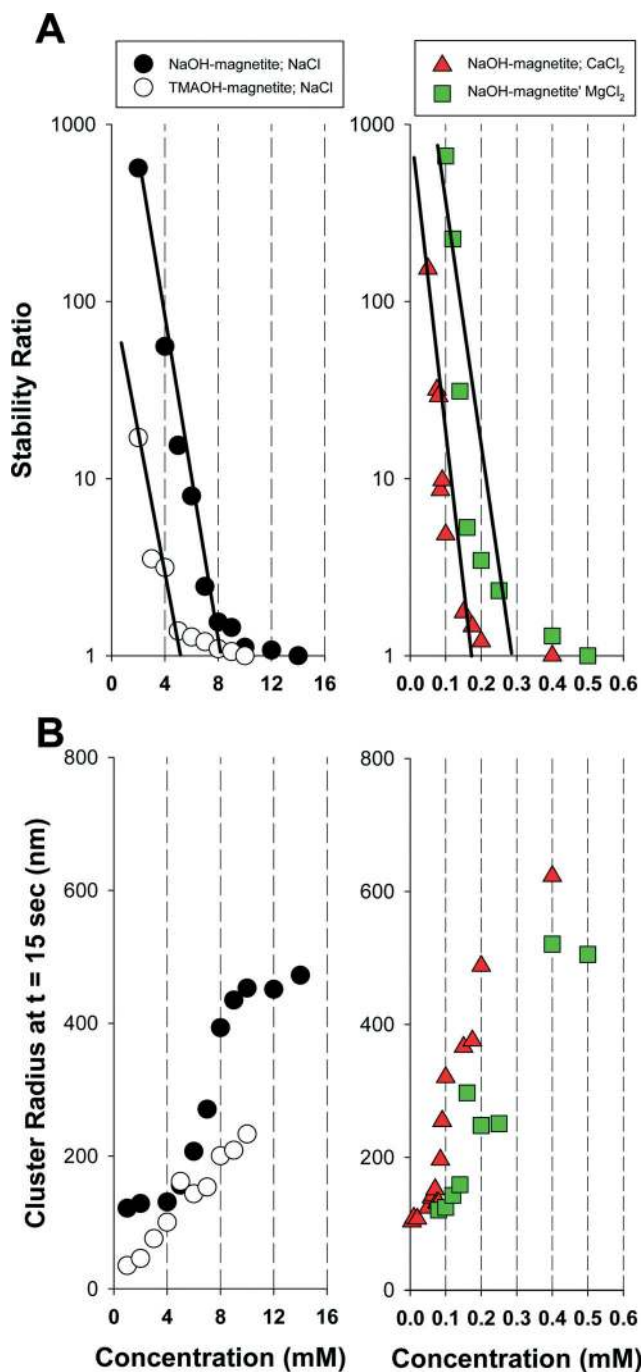 A
NaOH-magnetite; NaCl
TMAOH-magnetite; NaCl
NaOH-magnetite; CaCl₂
NaOH-magnetite' MgCl₂
Stability Ratio
1000
100
10
1
0 4 8 12 16
0.0 0.1 0.2 0.3 0.4 0.5 0.6
B
Cluster Radius at t = 15 sec (nm)
800
600
400
200
0
800
600
400
200
0
0 4 8 12 16
0.0 0.1 0.2 0.3 0.4 0.5 0.6
Concentration (mM)
Concentration (mM)